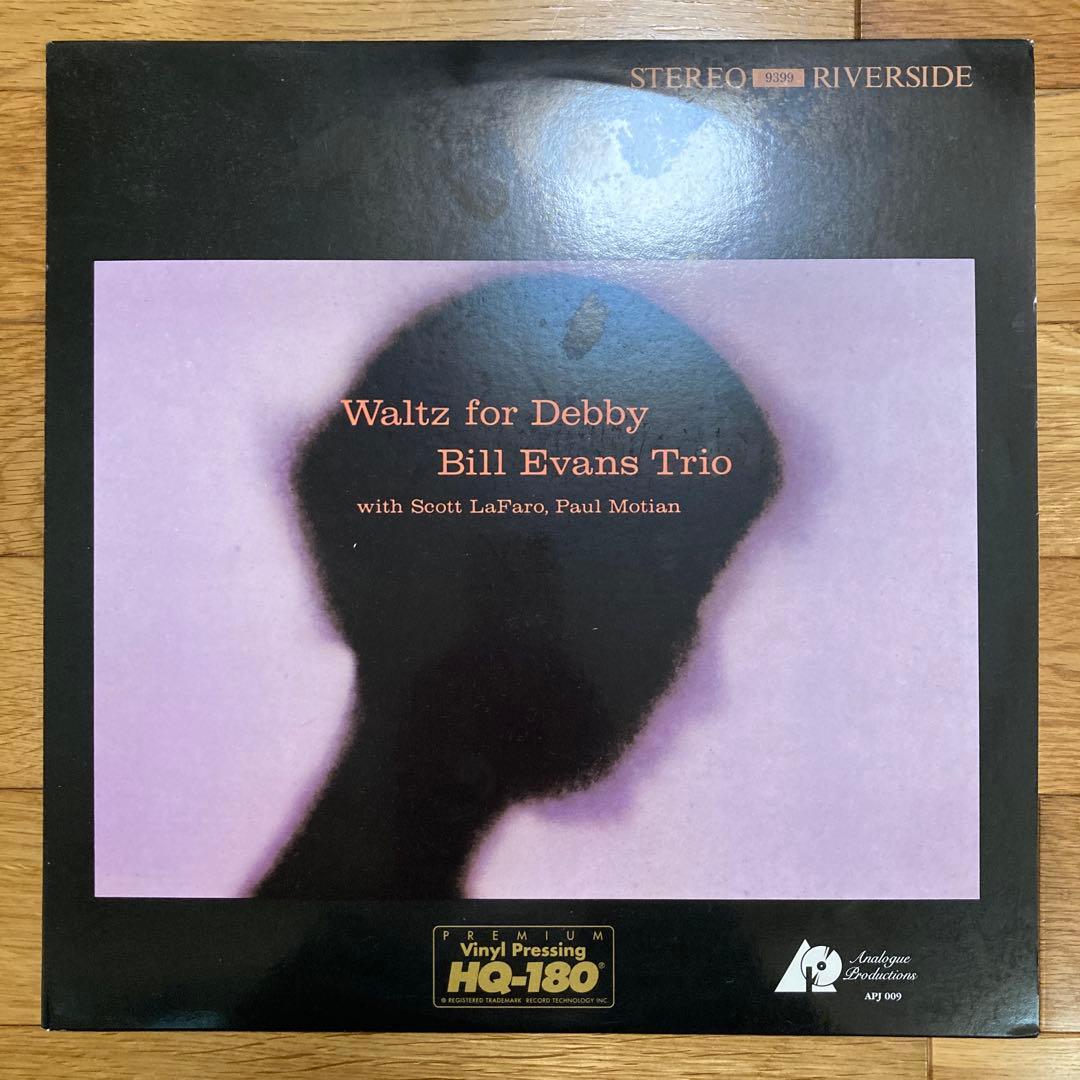 STEREO 9399 RIVERSIDE
Waltz for Debby
Bill Evans Trio
with Scott LaFaro, Paul Motian
PREMIUM
Vinyl Pressing
HQ-180®
® REGISTERED TRADEMARK RECORD TECHNOLOGY INC.
Analogue
Productions
APJ 009